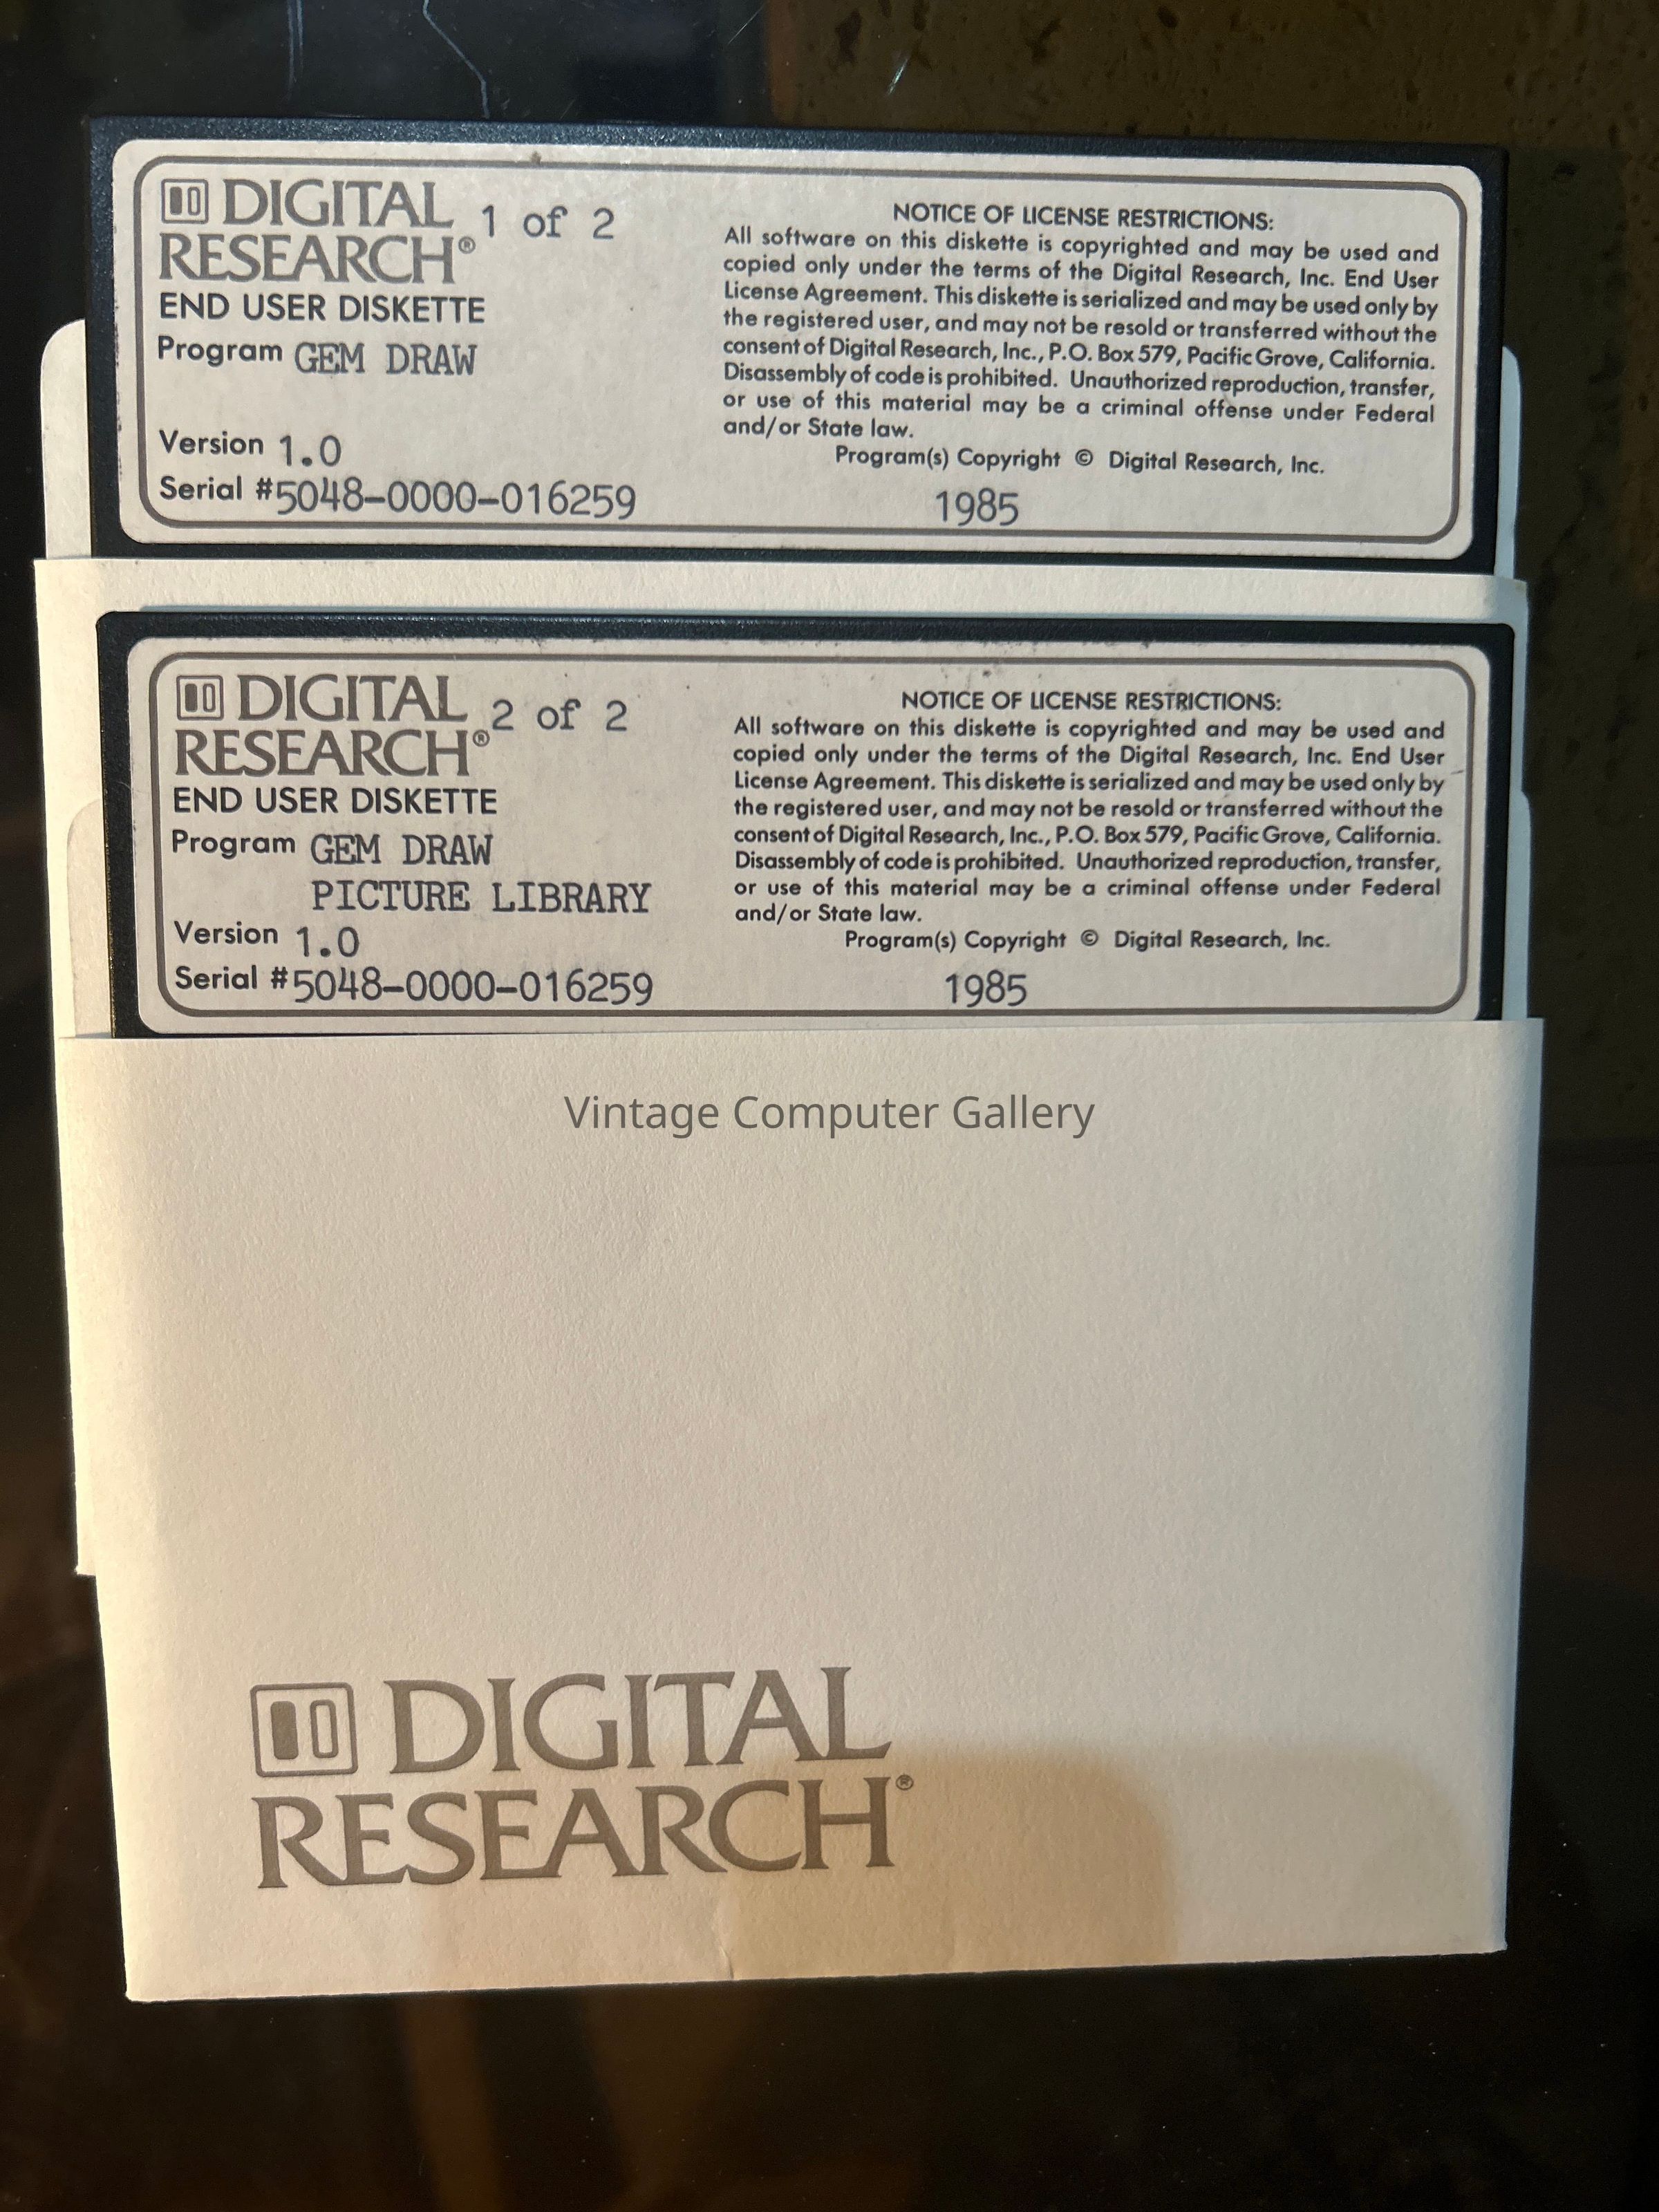 DIGITAL
RESEARCH®
1 of 2
END USER DISKETTE
Program GEM DRAW
Version 1.0
Serial #5048-0000-016259
NOTICE OF LICENSE RESTRICTIONS:
All software on this diskette is copyrighted and may be used and
copied only under the terms of the Digital Research, Inc. End User
License Agreement. This diskette is serialized and may be used only by
the registered user, and may not be resold or transferred without the
consent of Digital Research, Inc., P.O. Box 579, Pacific Grove, California.
Disassembly of code is prohibited. Unauthorized reproduction, transfer,
or use of this material may be a criminal offense under Federal
and/or State law.
Program(s) Copyright © Digital Research, Inc.
1985
DIGITAL
RESEARCH®
2 of 2
END USER DISKETTE
Program GEM DRAW
PICTURE LIBRARY
Version 1.0
Serial #5048-0000-016259
NOTICE OF LICENSE RESTRICTIONS:
All software on this diskette is copyrighted and may be used and
copied only under the terms of the Digital Research, Inc. End User
License Agreement. This diskette is serialized and may be used only by
the registered user, and may not be resold or transferred without the
consent of Digital Research, Inc., P.O. Box 579, Pacific Grove, California.
Disassembly of code is prohibited. Unauthorized reproduction, transfer,
or use of this material may be a criminal offense under Federal
and/or State law.
Program(s) Copyright © Digital Research, Inc.
1985
Vintage Computer Gallery
DIGITAL
RESEARCH®